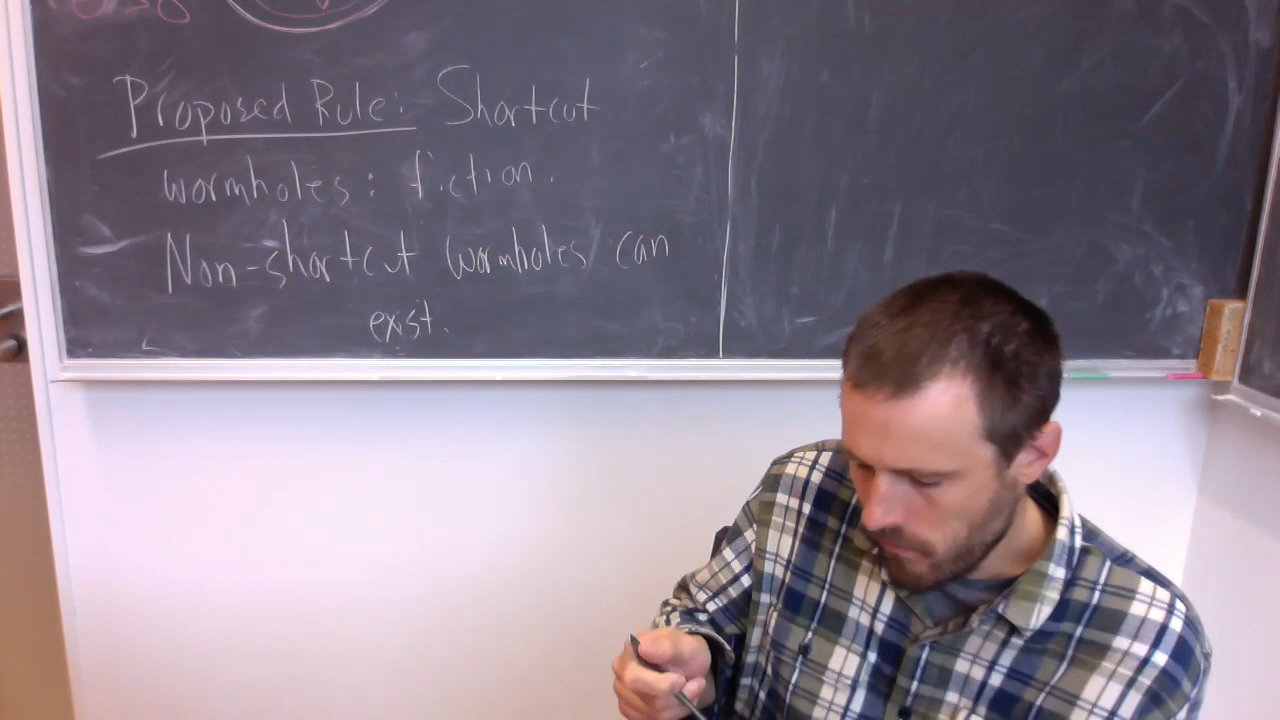 Proposed Rule: Shortcut
wormholes: fiction.
Non-shortcut wormholes can
exist.